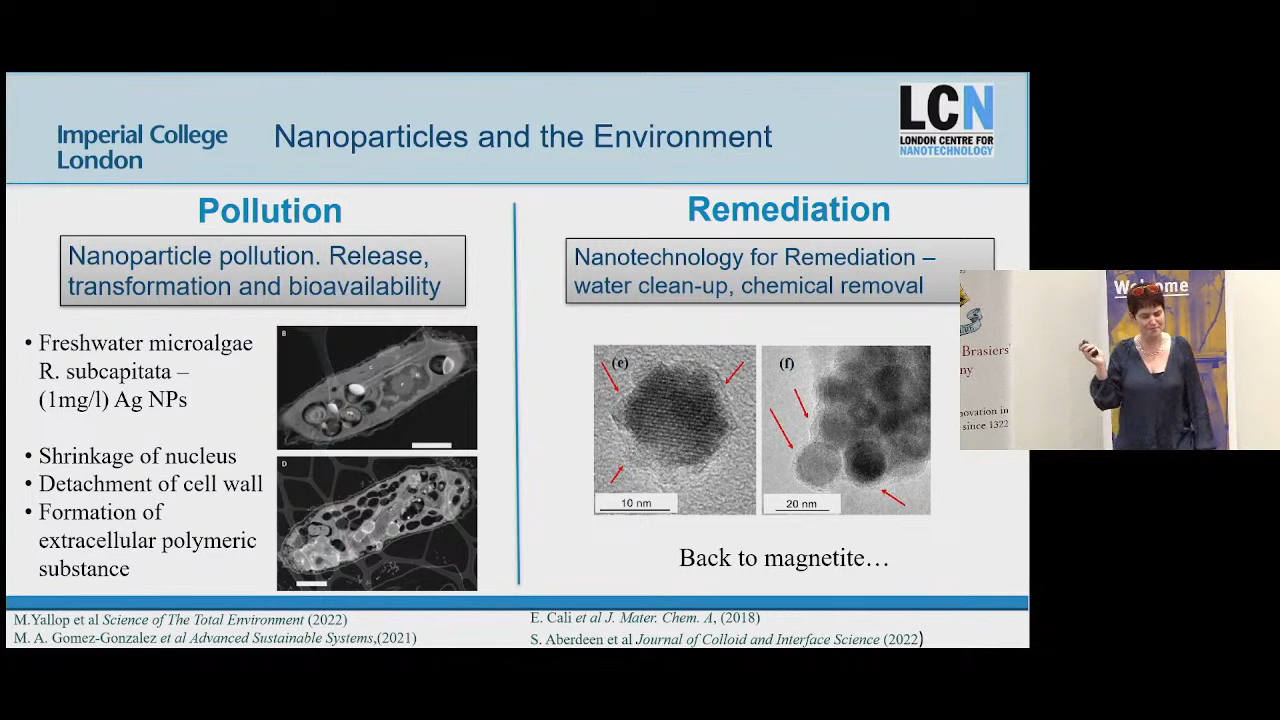 Imperial College
London
Nanoparticles and the Environment
LCN
LONDON CENTRE FOR
NANOTECHNOLOGY
Pollution
Nanoparticle pollution. Release,
transformation and bioavailability
• Freshwater microalgae
R. subcapitata –
(1mg/l) Ag NPs
• Shrinkage of nucleus
• Detachment of cell wall
• Formation of
extracellular polymeric
substance
B
D
M.Yallop et al Science of The Total Environment (2022)
M. A. Gomez-Gonzalez et al Advanced Sustainable Systems,(2021)
Remediation
Nanotechnology for Remediation –
water clean-up, chemical removal
(e)
10 nm
(f)
20 nm
Back to magnetite…
E. Cali et al J. Mater. Chem. A, (2018)
S. Aberdeen et al Journal of Colloid and Interface Science (2022)
Brasiers'
ny
ovation in
since 1322